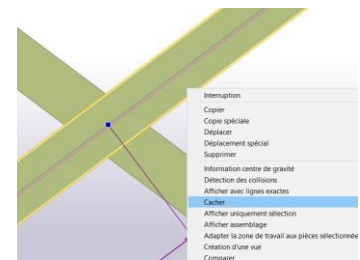 Interruption
Copier
Copie spéciale
Déplacer
Déplacement spécial
Supprimer
Information centre de gravité
Détection des collisions
Afficher avec lignes exactes
Cacher
Afficher uniquement sélection
Afficher assemblage
Adapter la zone de travail aux pièces sélectionnées
Création d'une vue
Comparer